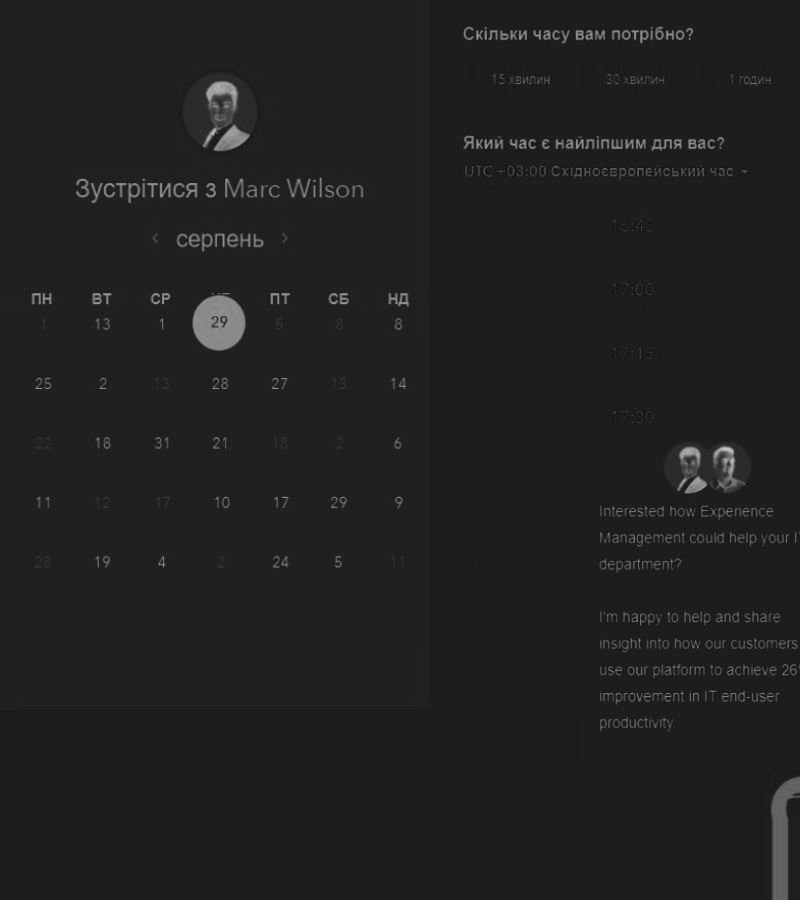 Зустрітися з Marc Wilson
серпень
ПН ВТ СР ПТ СБ НД
1 13 1 29 5 8 8
25 2 13 28 27 13 14
22 18 31 21 18 2 6
11 12 17 10 17 29 9
28 19 4 2 24 5 11
Скільки часу вам потрібно?
15 хвилин 30 хвилин 1 годин
Який час є найліпшим для вас?
UTC +03:00 Східноєвропейський час
16:45
17:00
17:15
17:30
Interested how Experience
Management could help your
department?
I'm happy to help and share
insight into how our customers
use our platform to achieve
improvement in IT end-user
productivity.